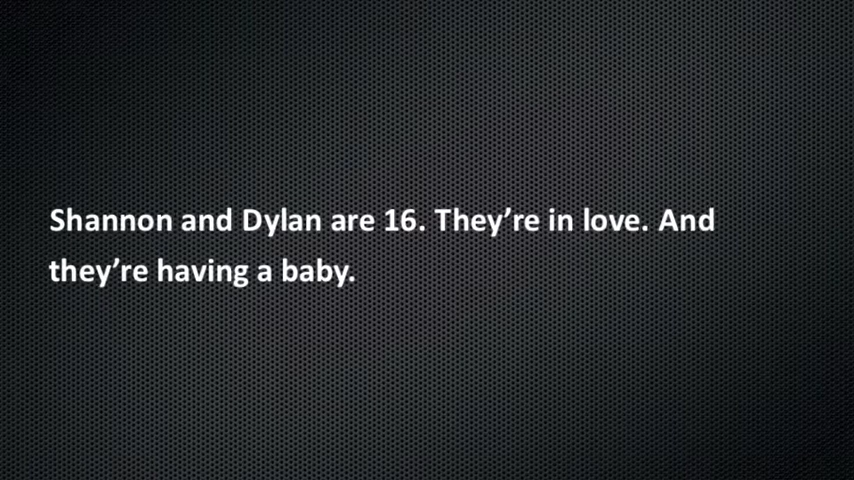 Shannon and Dylan are 16. They’re in love. And
they’re having a baby.